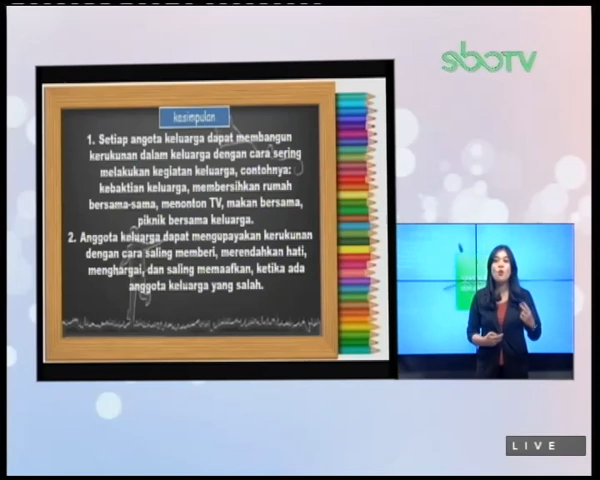 sboTV
kesimpulan
1. Setiap angota keluarga dapat membangun
kerukunan dalam keluarga dengan cara sering
melakukan kegiatan keluarga, contohnya:
kebaktian keluarga, membersihkan rumah
bersama-sama, menonton TV, makan bersama,
piknik bersama keluarga.
2. Anggota keluarga dapat mengupayakan kerukunan
dengan cara saling memberi, merendahkan hati,
menghargai, dan saling memaafkan, ketika ada
anggota keluarga yang salah.
LIVE